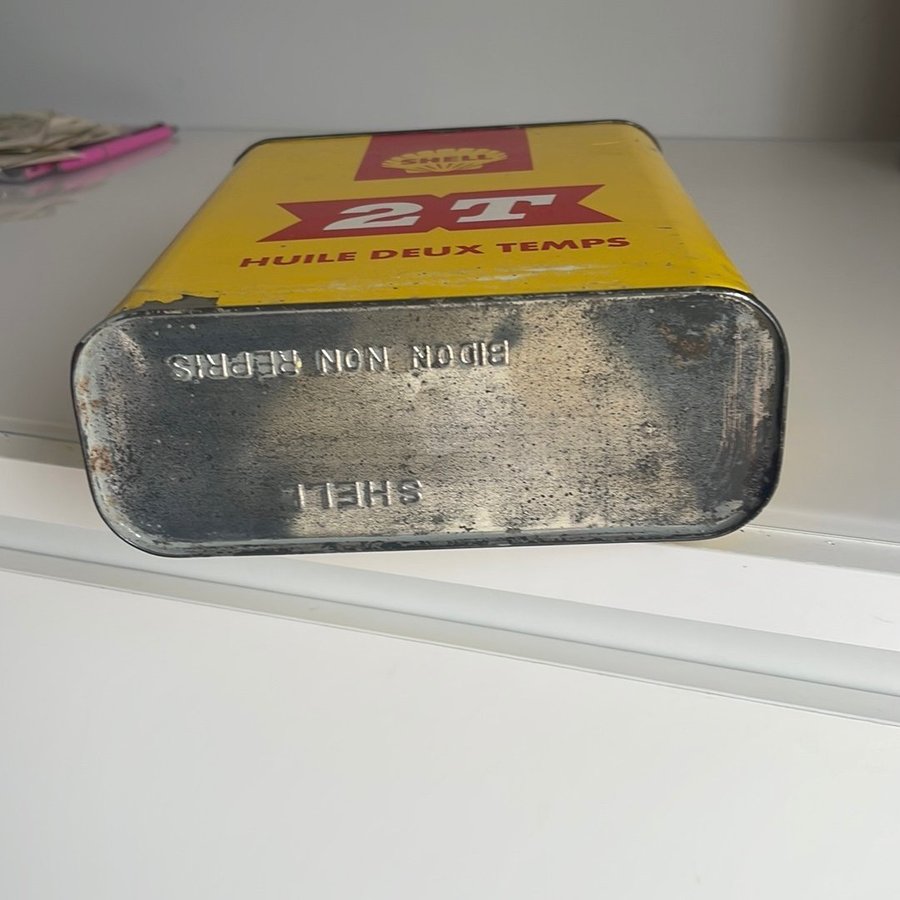 SHELL
2T
HUILE DEUX TEMPS
BIDON NON REPRIS
SHELL